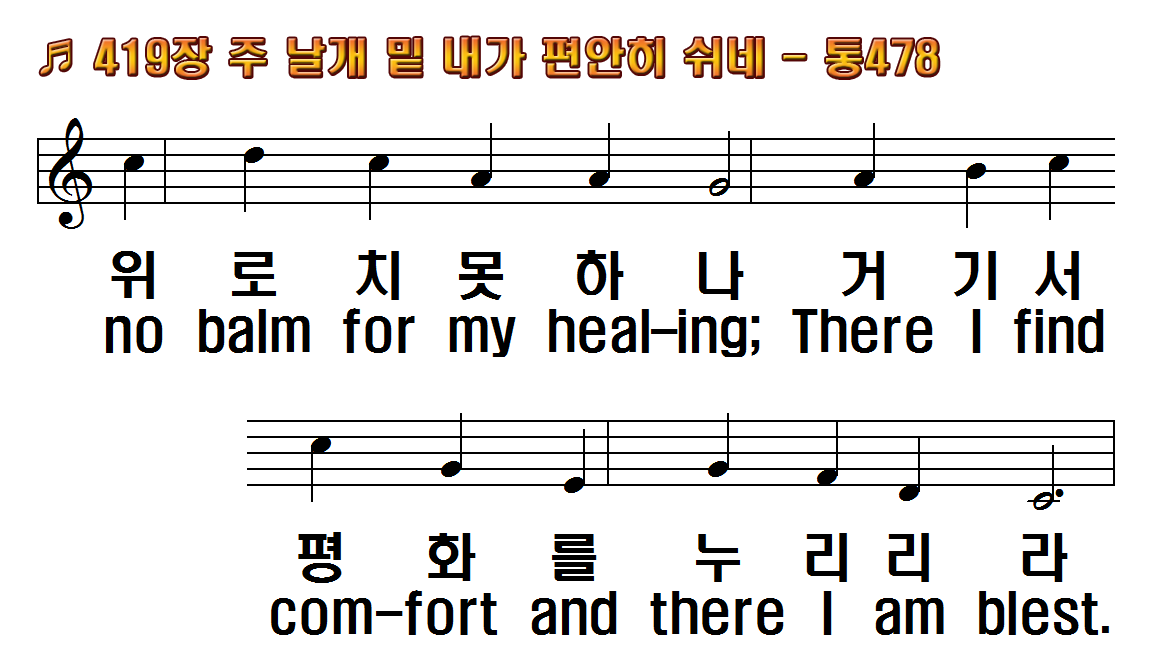 ♬ 419장 주 날개 밑 내가 편안히 쉬네 - 통478
위 로 치 못 하 나 거 기 서
no balm for my heal-ing; There I find
평 화 를 누 리 리 라
com-fort and there I am blest.